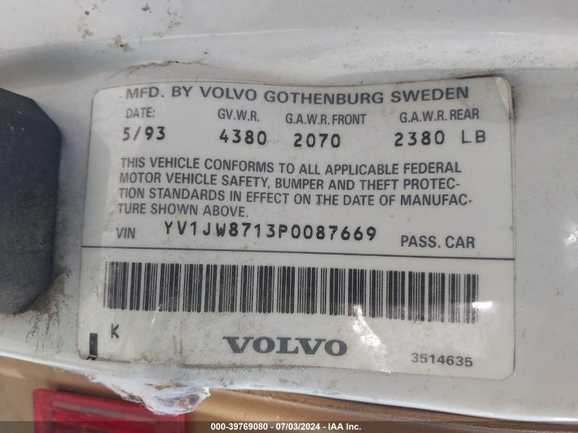 MFD. BY VOLVO GOTHENBURG SWEDEN
DATE: GV.W.R. G.A.W.R. FRONT G.A.W.R. REAR
5/93 4380 2070 2380 LB
THIS VEHICLE CONFORMS TO ALL APPLICABLE FEDERAL
MOTOR VEHICLE SAFETY, BUMPER AND THEFT PROTEC-
TION STANDARDS IN EFFECT ON THE DATE OF MANUFAC-
TURE SHOWN ABOVE.
VIN YV1JW8713P0087669 PASS. CAR
K
VOLVO 3514635
000-39769080 - 07/03/2024 - IAA Inc.